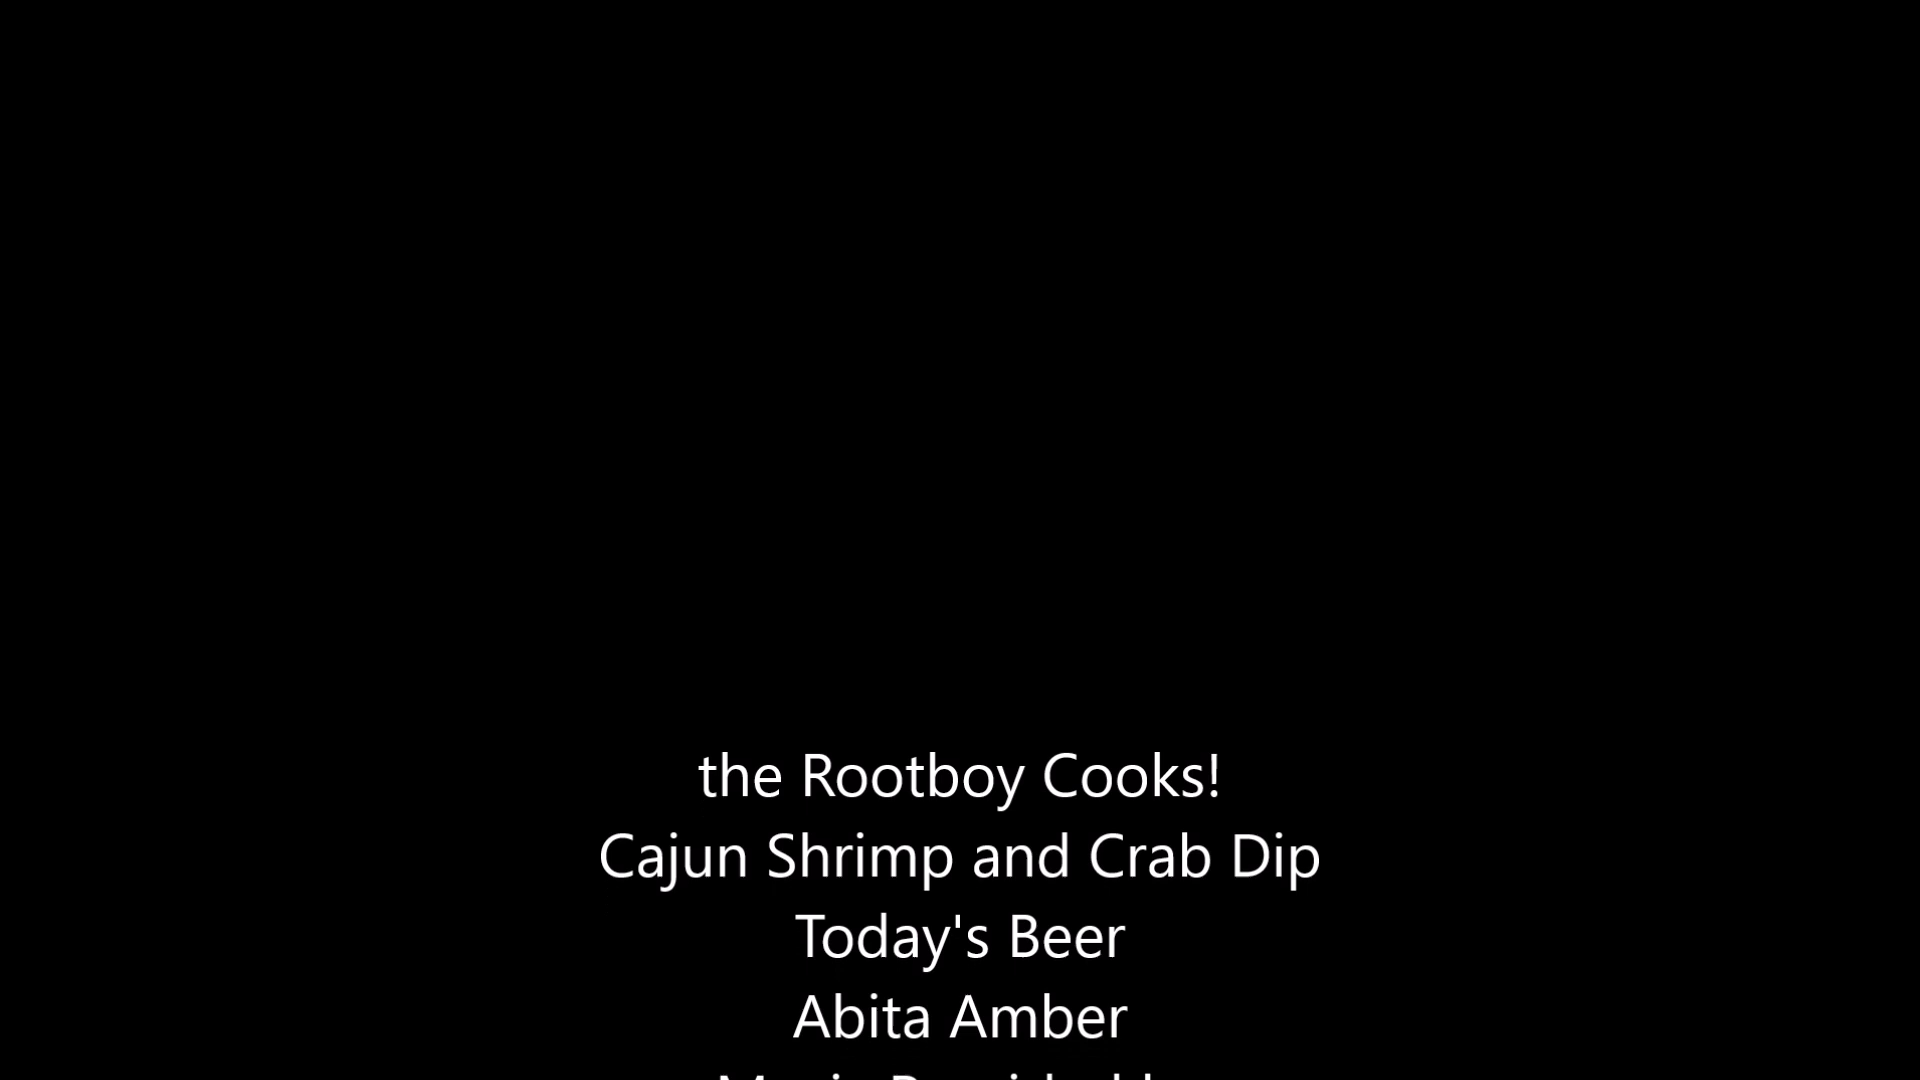 the Rootboy Cooks!
Cajun Shrimp and Crab Dip
Today's Beer
Abita Amber